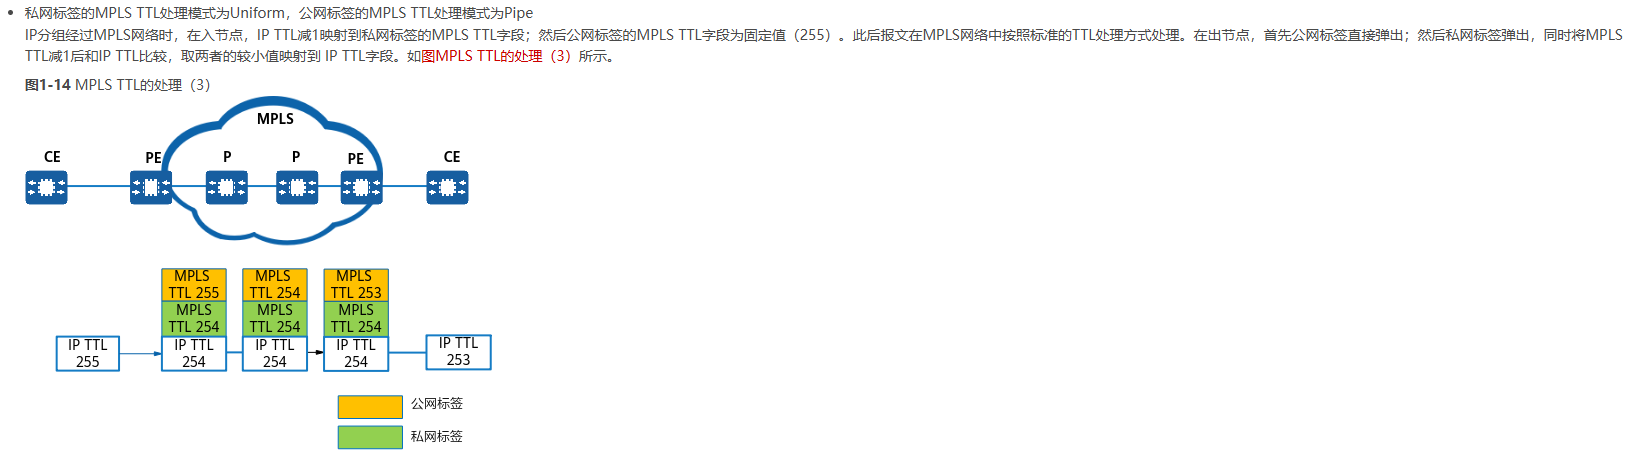 私网标签的MPLS TTL处理模式为Uniform，公网标签的MPLS TTL处理模式为Pipe
IP分组经过MPLS网络时，在入节点，IP TTL减1映射到私网标签的MPLS TTL字段；然后公网标签的MPLS TTL字段为固定值（255）。此后报文在MPLS网络中按照标准的TTL处理方式处理。在出节点，首先公网标签直接弹出；然后私网标签弹出，同时将MPLS
TTL减1后和IP TTL比较，取两者的较小值映射到 IP TTL字段。如图MPLS TTL的处理（3）所示。
图1-14 MPLS TTL的处理（3）
MPLS
CE PE P P PE CE
MPLS MPLS MPLS
TTL 255 TTL 254 TTL 253
MPLS MPLS MPLS
TTL 254 TTL 254 TTL 254
IP TTL IP TTL IP TTL IP TTL IP TTL
255 254 254 254 253
公网标签
私网标签